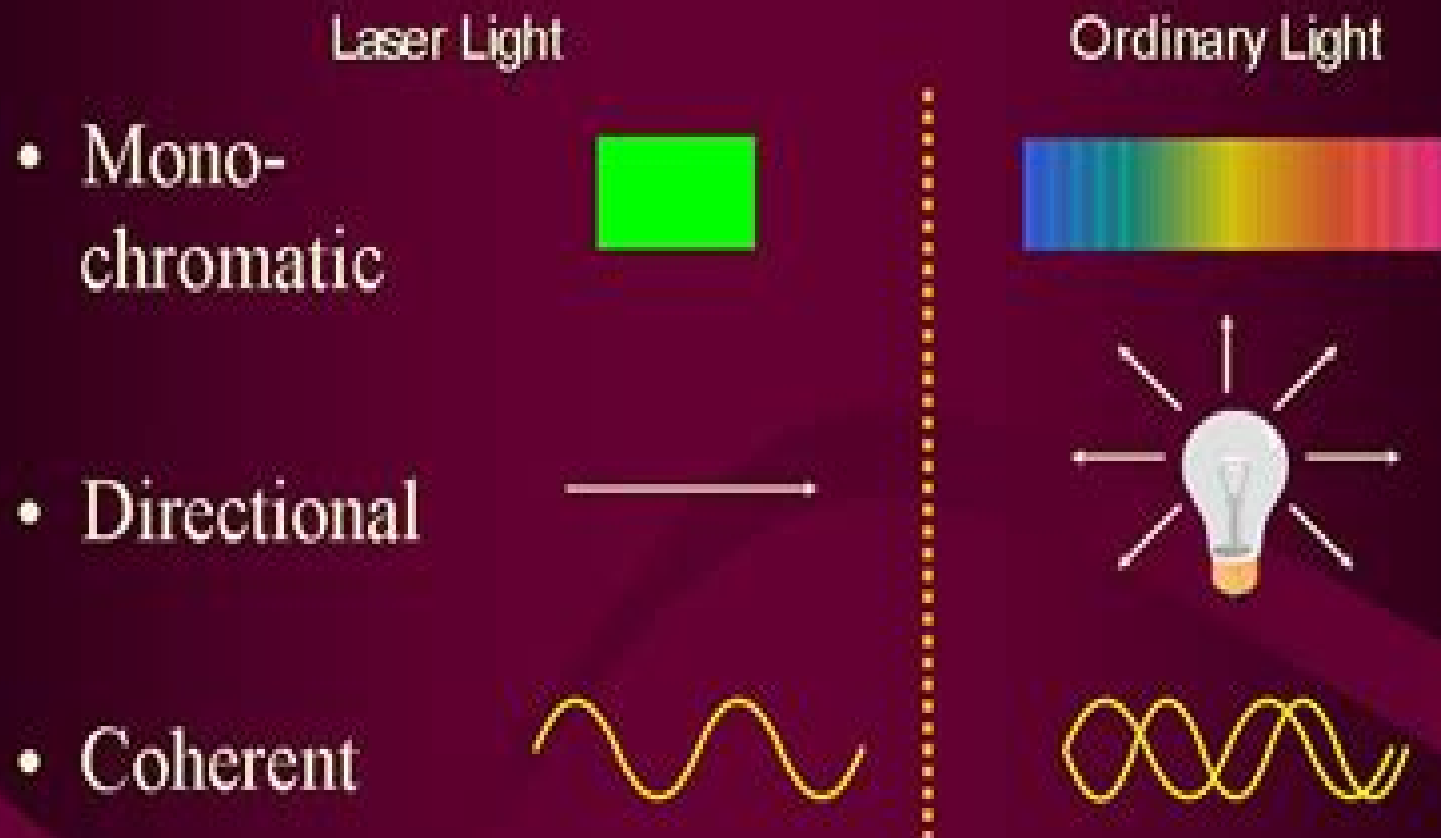 Laser Light
Ordinary Light
• Mono-
chromatic
• Directional
• Coherent